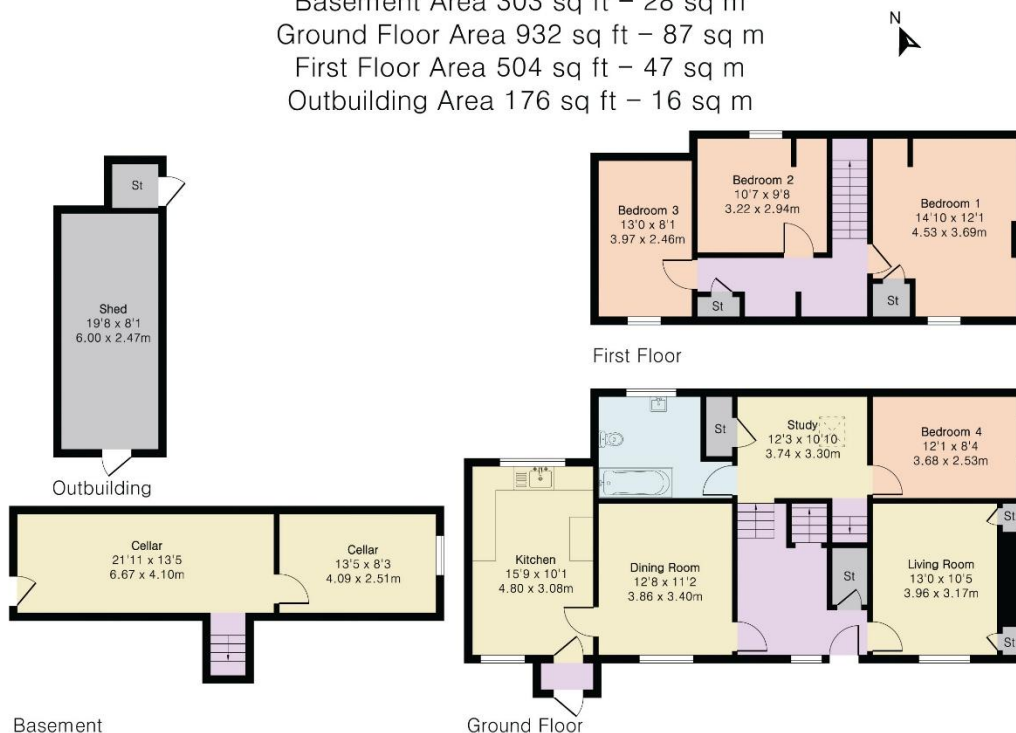 Basement Area 303 sq ft – 28 sq m
Ground Floor Area 932 sq ft – 87 sq m
First Floor Area 504 sq ft – 47 sq m
Outbuilding Area 176 sq ft – 16 sq m
N
St
Shed
19'8 x 8'1
6.00 x 2.47m
Outbuilding
Bedroom 3
13'0 x 8'1
3.97 x 2.46m
Bedroom 2
10'7 x 9'8
3.22 x 2.94m
Bedroom 1
14'10 x 12'1
4.53 x 3.69m
St
St
First Floor
Cellar
21'11 x 13'5
6.67 x 4.10m
Cellar
13'5 x 8'3
4.09 x 2.51m
Basement
St
Study
12'3 x 10'10
3.74 x 3.30m
Bedroom 4
12'1 x 8'4
3.68 x 2.53m
Kitchen
15'9 x 10'1
4.80 x 3.08m
Dining Room
12'8 x 11'2
3.86 x 3.40m
St
Living Room
13'0 x 10'5
3.96 x 3.17m
St
St
Ground Floor